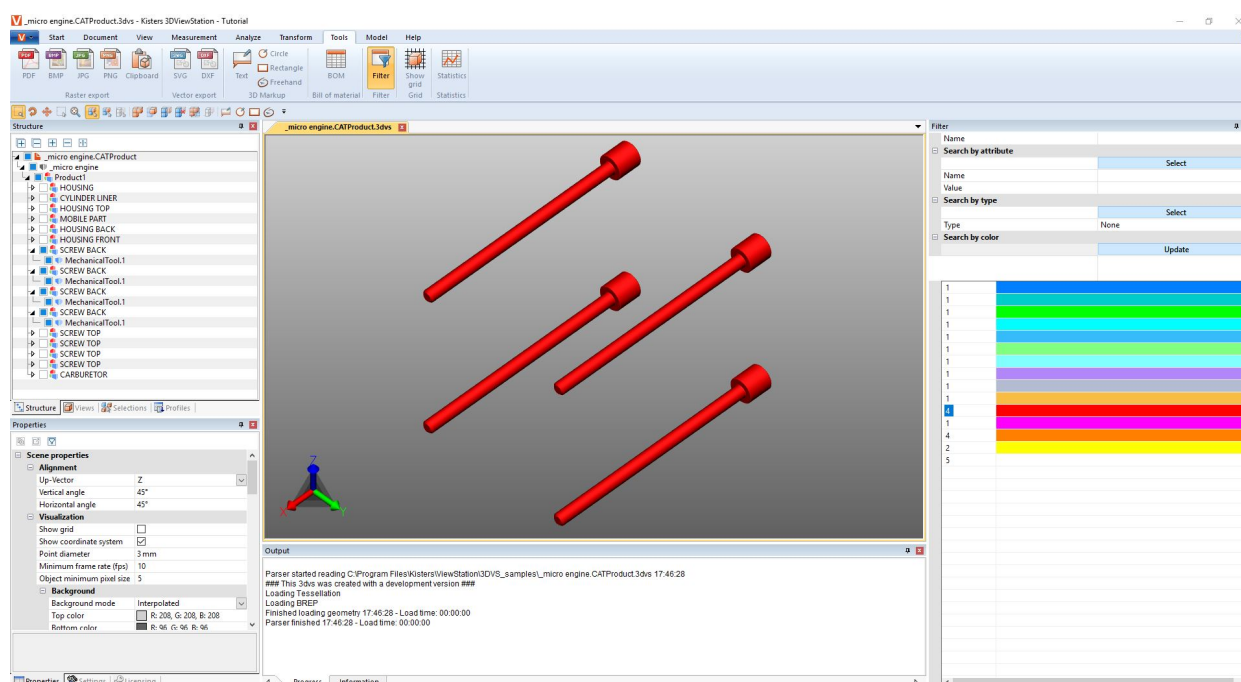 _micro engine.CATProduct.3dvs - Kisters 3DViewStation - Tutorial
Start Document View Measurement Analyze Transform Tools Model Help
PDF BMP JPG PNG
PDF BMP JPG PNG Clipboard
Raster export
SVG DXF
Vector export
Text
Circle
Rectangle
Freehand
3D Markup
BOM
Bill of material
Filter
Filter
Show grid
Grid
Statistics
Statistics
Structure
_micro engine.CATProduct
_micro engine
Product1
HOUSING
CYLINDER LINER
HOUSING TOP
MOBILE PART
HOUSING BACK
HOUSING FRONT
SCREW BACK
MechanicalTool.1
SCREW BACK
MechanicalTool.1
SCREW BACK
MechanicalTool.1
SCREW BACK
MechanicalTool.1
SCREW TOP
SCREW TOP
SCREW TOP
SCREW TOP
CARBURETOR
Structure Views Selections Profiles
Properties
Scene properties
Alignment
Up-Vector Z
Vertical angle 45°
Horizontal angle 45°
Visualization
Show grid
Show coordinate system
Point diameter 3 mm
Minimum frame rate (fps) 10
Object minimum pixel size 5
Background
Background mode Interpolated
Top color R: 208, G: 208, B: 208
Bottom color R: 96, G: 96, B: 96
Properties Settings Licensing
_micro engine.CATProduct.3dvs
Z
X
Y
Output
Parser started reading C:\Program Files\Kisters\ViewStation\3DVS_samples\_micro engine.CATProduct.3dvs 17:46:28
### This 3dvs was created with a development version ###
Loading Tessellation
Loading BREP
Finished loading geometry 17:46:28 - Load time: 00:00:00
Parser finished 17:46:28 - Load time: 00:00:00
Progress Information
Filter
Name
Search by attribute
Select
Name
Value
Search by type
Select
Type None
Search by color
Update
1
1
1
1
1
1
1
1
1
1
4
1
4
2
5